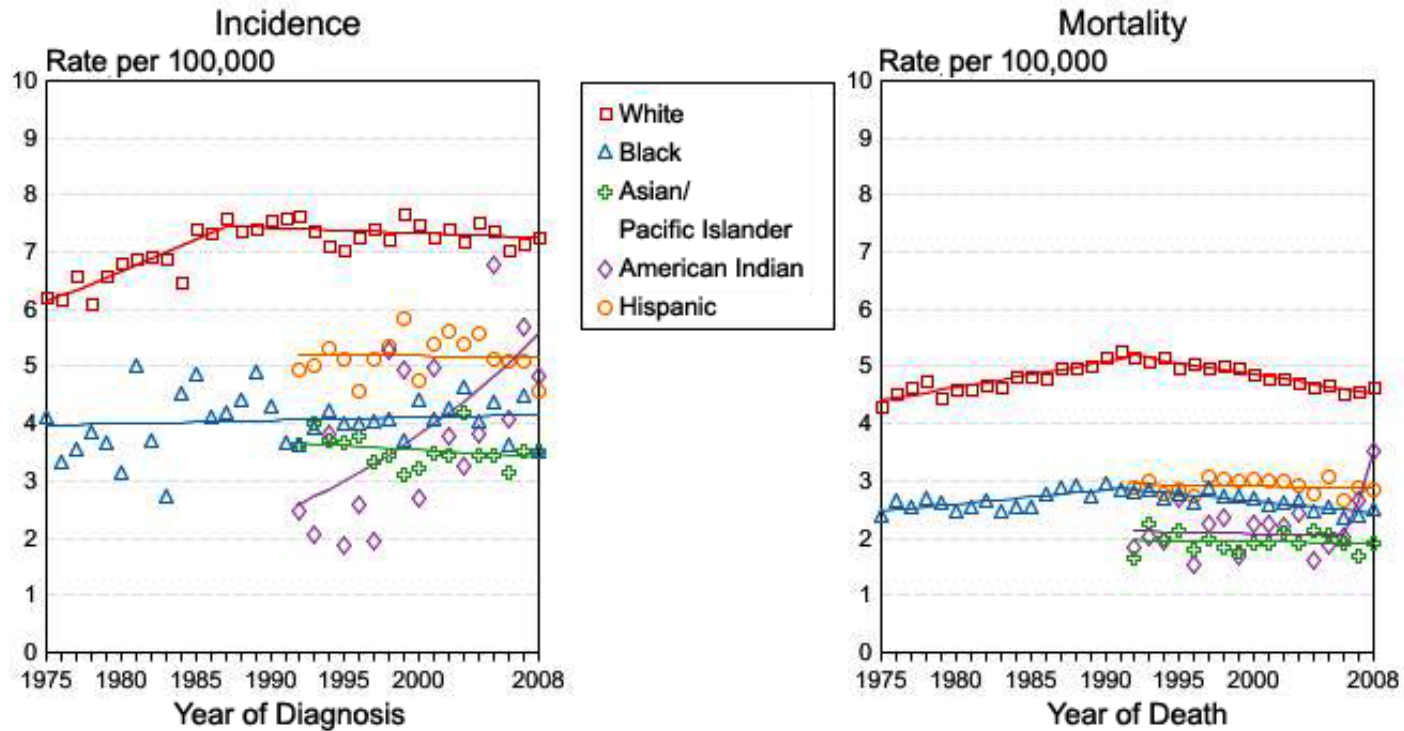 Incidence
Rate per 100,000
10
9
8
7
6
5
4
3
2
1
0
1975 1980 1985 1990 1995 2000 2008
Year of Diagnosis
White
Black
Asian/
Pacific Islander
American Indian
Hispanic
Mortality
Rate per 100,000
10
9
8
7
6
5
4
3
2
1
0
1975 1980 1985 1990 1995 2000 2008
Year of Death